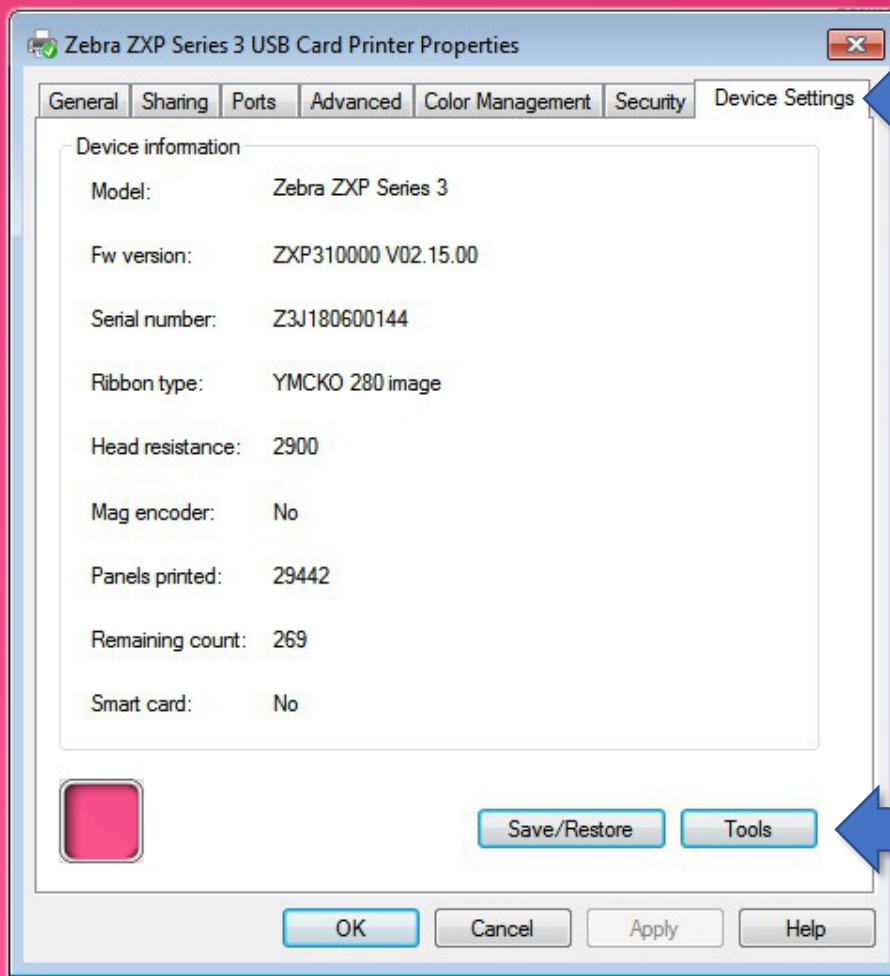 Zebra ZXP Series 3 USB Card Printer Properties
General Sharing Ports Advanced Color Management Security Device Settings
Device information
Model: Zebra ZXP Series 3
Fw version: ZXP310000 V02.15.00
Serial number: Z3J180600144
Ribbon type: YMCKO 280 image
Head resistance: 2900
Mag encoder: No
Panels printed: 29442
Remaining count: 269
Smart card: No
Save/Restore Tools
OK Cancel Apply Help